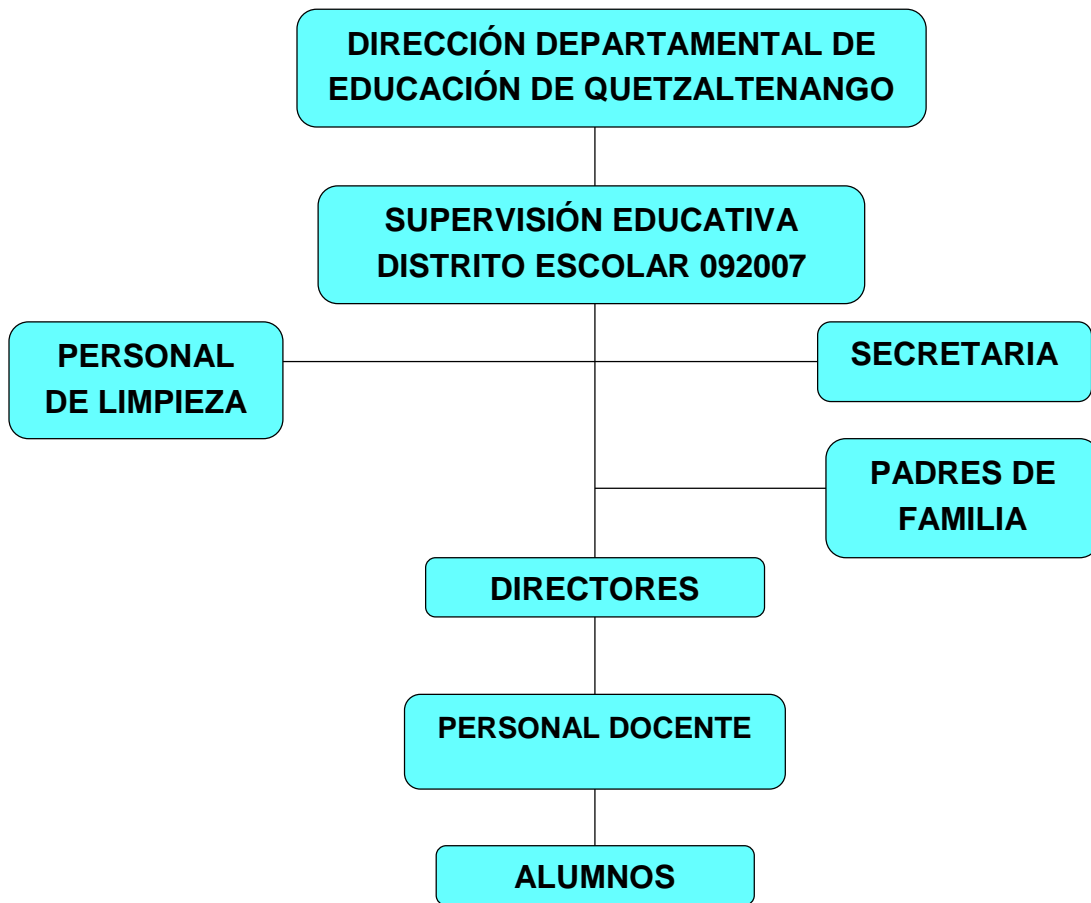 DIRECCIÓN DEPARTAMENTAL DE
EDUCACIÓN DE QUETZALTENANGO
SUPERVISIÓN EDUCATIVA
DISTRITO ESCOLAR 092007
PERSONAL
DE LIMPIEZA
SECRETARIA
PADRES DE
FAMILIA
DIRECTORES
PERSONAL DOCENTE
ALUMNOS